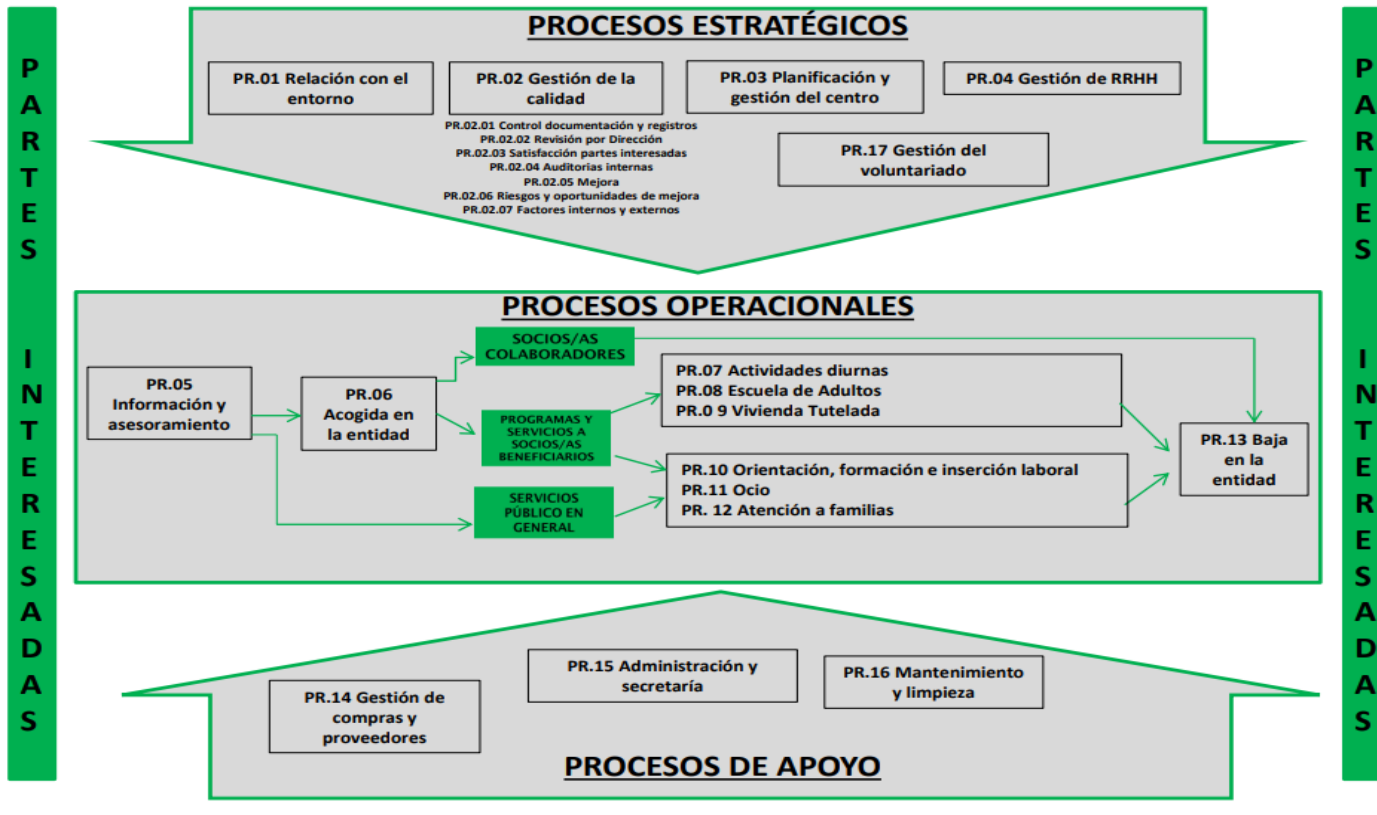 PARTES INTERESADAS
PROCESOS ESTRATÉGICOS
PR.01 Relación con el
entorno
PR.02 Gestión de la
calidad
PR.03 Planificación y
gestión del centro
PR.04 Gestión de RRHH
PR.02.01 Control documentación y registros
PR.02.02 Revisión por Dirección
PR.02.03 Satisfacción partes interesadas
PR.02.04 Auditorias internas
PR.02.05 Mejora
PR.02.06 Riesgos y oportunidades de mejora
PR.02.07 Factores internos y externos
PR.17 Gestión del
voluntariado
PROCESOS OPERACIONALES
PR.05
Información y
asesoramiento
PR.06
Acogida en
la entidad
SOCIOS/AS
COLABORADORES
PROGRAMAS Y
SERVICIOS A
SOCIOS/AS
BENEFICIARIOS
SERVICIOS
PÚBLICO EN
GENERAL
PR.07 Actividades diurnas
PR.08 Escuela de Adultos
PR.0 9 Vivienda Tutelada
PR.10 Orientación, formación e inserción laboral
PR.11 Ocio
PR. 12 Atención a familias
PR.13 Baja
en la
entidad
PR.14 Gestión de
compras y
proveedores
PR.15 Administración y
secretaría
PR.16 Mantenimiento
y limpieza
PROCESOS DE APOYO
PARTES INTERESADAS